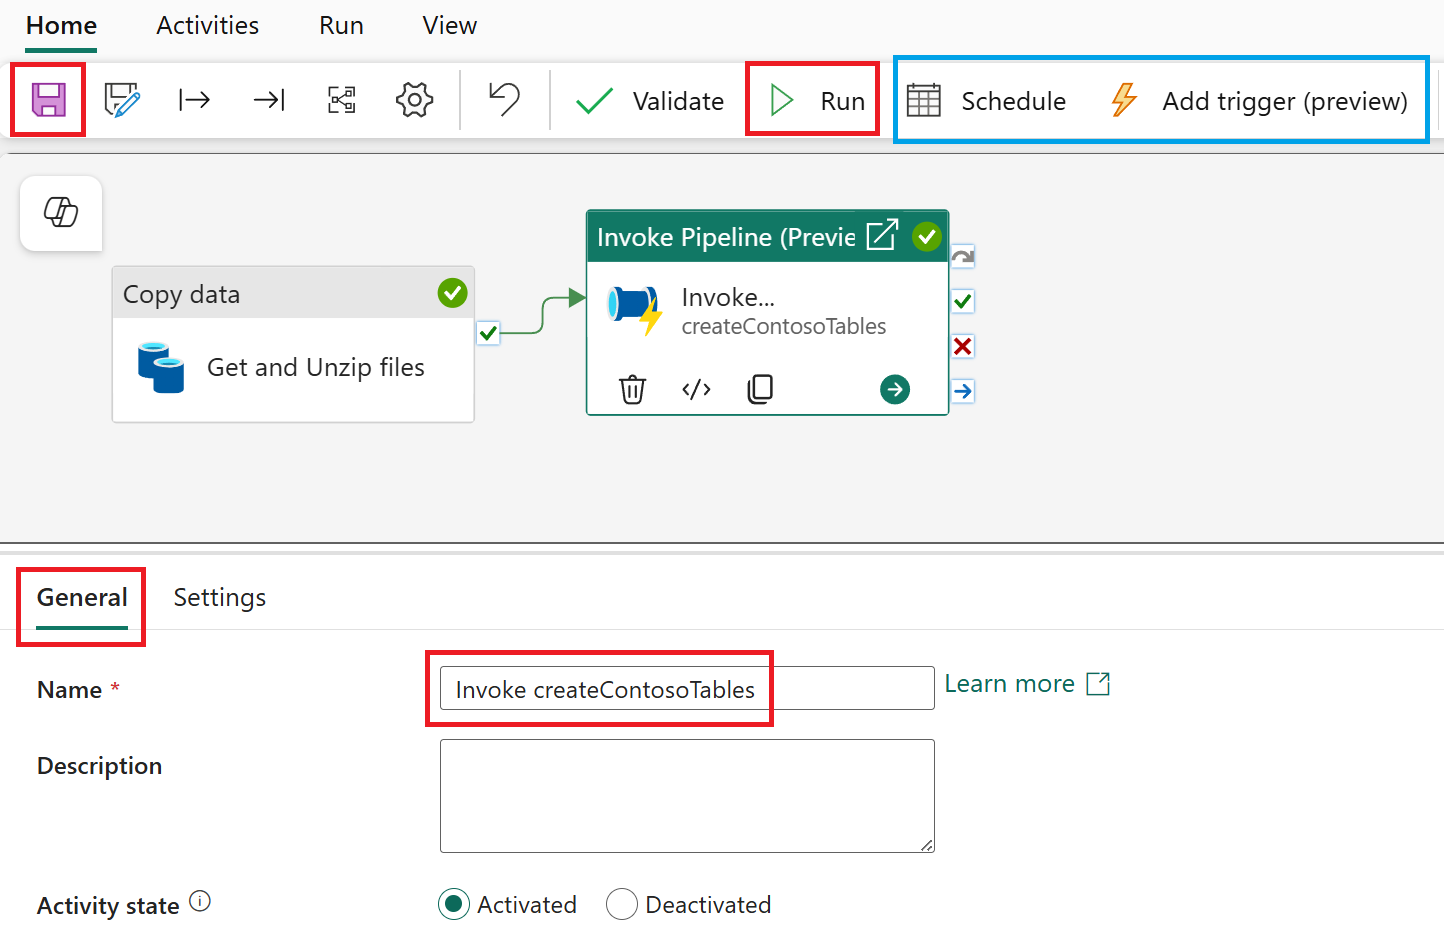 Home Activities Run View
Validate Run Schedule Add trigger (preview)
Invoke Pipeline (Previe
Copy data
Invoke...
createContosoTables
Get and Unzip files
General Settings
Name * Invoke createContosoTables Learn more
Description
Activity state Activated Deactivated